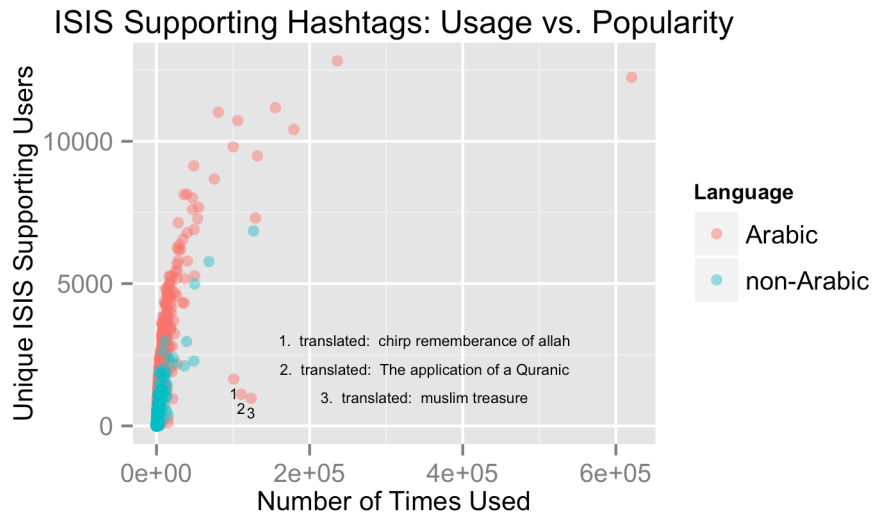 ISIS Supporting Hashtags: Usage vs. Popularity
Unique ISIS Supporting Users
10000
5000
0
1. translated: chirp rememberance of allah
2. translated: The application of a Quranic
3. translated: muslim treasure
1
2
3
0e+00
2e+05
4e+05
6e+05
Number of Times Used
Language
Arabic
non-Arabic